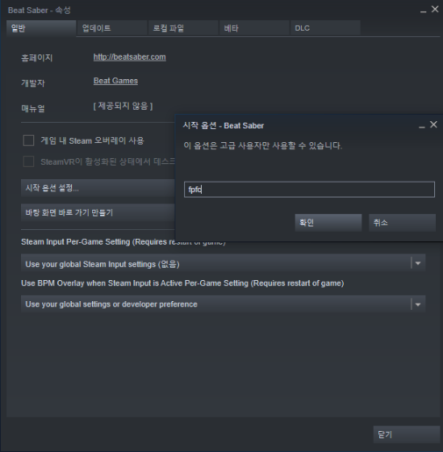 Beat Saber - 속성
일반
업데이트
로컬 파일
베타
DLC
홈페이지
http://beatsaber.com
개발자
Beat Games
매뉴얼
[ 제공되지 않음 ]
게임 내 Steam 오버레이 사용
SteamVR이 활성화된 상태에서 데스크
시작 옵션 설정...
바탕 화면 바로 가기 만들기
시작 옵션 - Beat Saber
이 옵션은 고급 사용자만 사용할 수 있습니다.
fpfc
확인
취소
Steam Input Per-Game Setting (Requires restart of game)
Use your global Steam Input settings (없음)
Use BPM Overlay when Steam Input is Active Per-Game Setting (Requires restart of game)
Use your global settings or developer preference
닫기